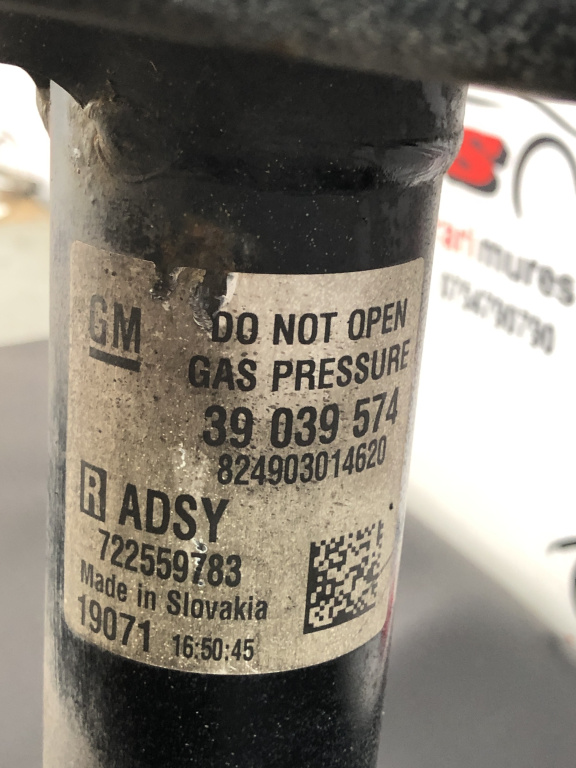 GM
DO NOT OPEN
GAS PRESSURE
39 039 574
824903014620
R ADSY
722559783
Made in Slovakia
19071 16:50:45
mures